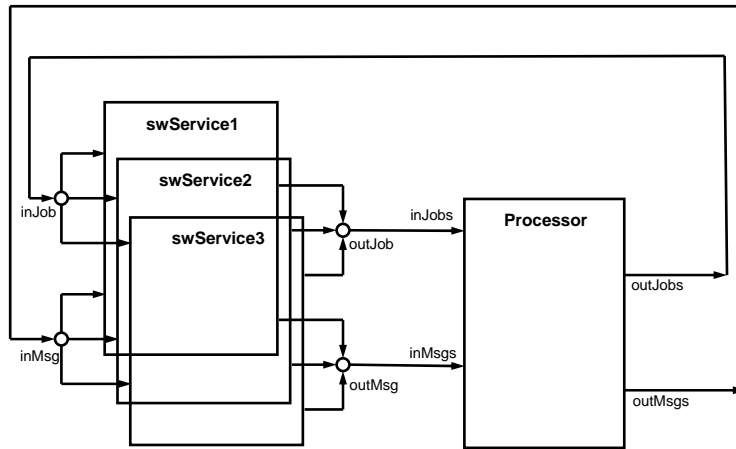 swService1
swService2
swService3
inJob
outJob
inJobs
Processor
outJobs
inMsg
outMsg
inMsgs
outMsgs